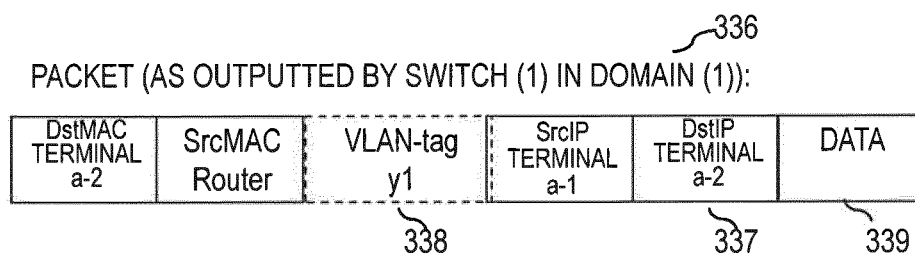 336
PACKET (AS OUTPUTTED BY SWITCH (1) IN DOMAIN (1)):
DstMAC
TERMINAL
a-2
SrcMAC
Router
VLAN-tag
y1
SrcIP
TERMINAL
a-1
DstIP
TERMINAL
a-2
DATA
338
337
339